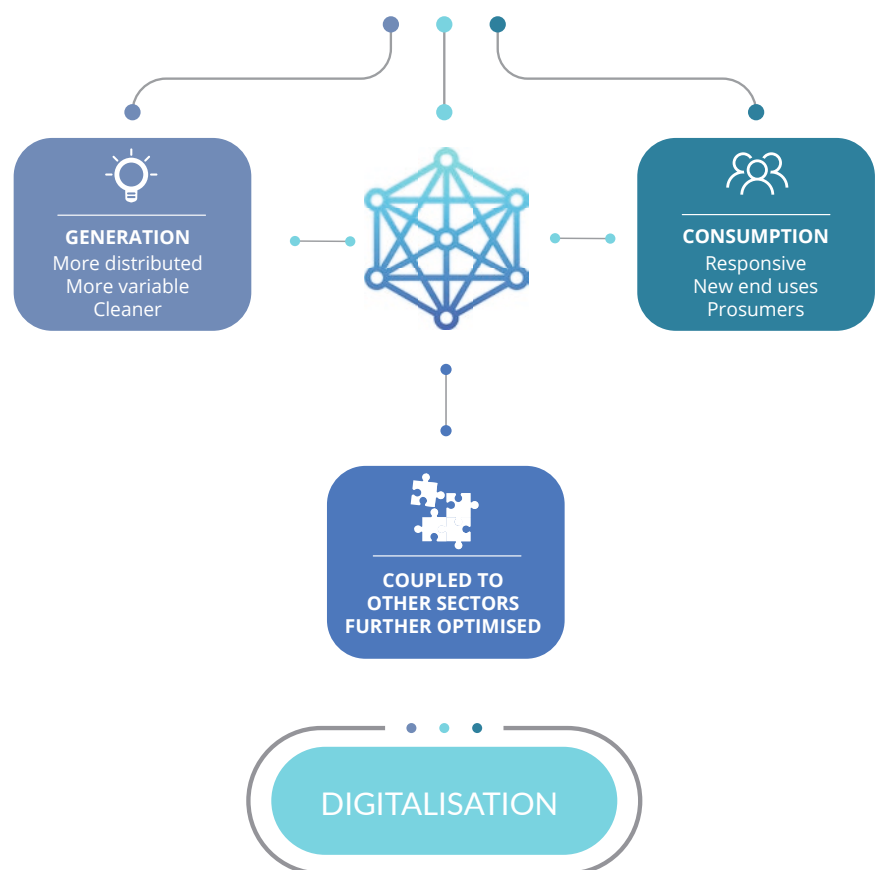 GENERATION
More distributed
More variable
Cleaner
CONSUMPTION
Responsive
New end uses
Prosumers
COUPLED TO
OTHER SECTORS
FURTHER OPTIMISED
DIGITALISATION